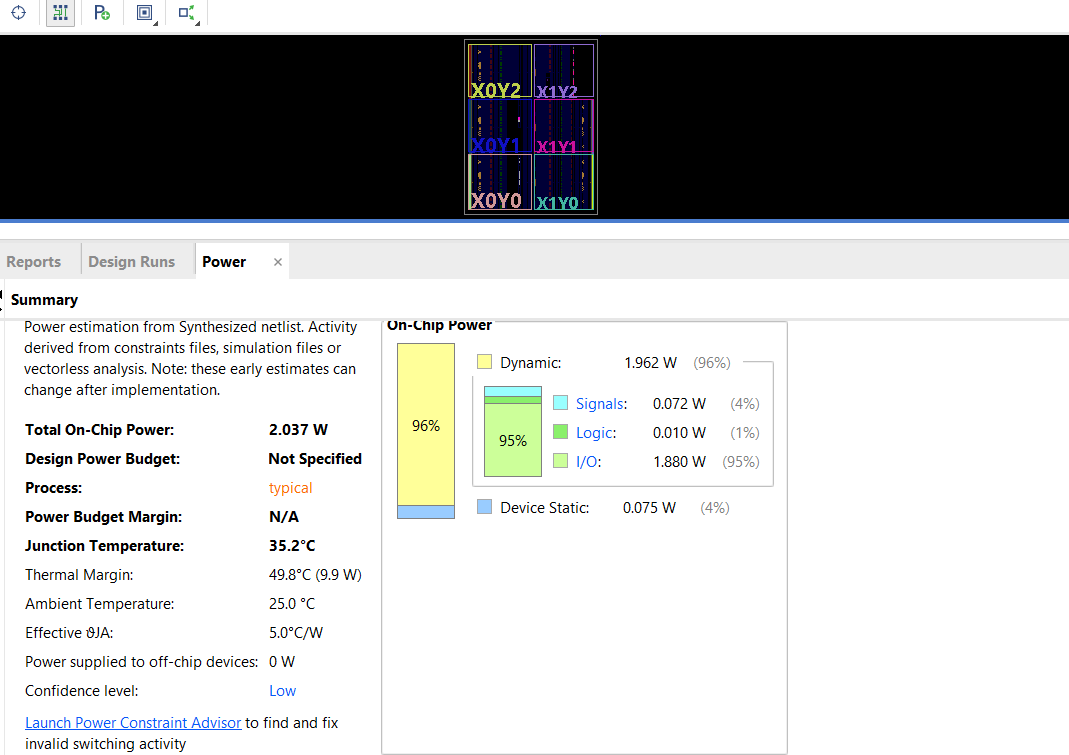 X0Y2 X1Y2
X0Y1 X1Y1
X0Y0 X1Y0
Reports Design Runs Power ×
Summary
Power estimation from Synthesized netlist. Activity
derived from constraints files, simulation files or
vectorless analysis. Note: these early estimates can
change after implementation.
Total On-Chip Power: 2.037 W
Design Power Budget: Not Specified
Process: typical
Power Budget Margin: N/A
Junction Temperature: 35.2°C
Thermal Margin: 49.8°C (9.9 W)
Ambient Temperature: 25.0 °C
Effective ϑJA: 5.0°C/W
Power supplied to off-chip devices: 0 W
Confidence level: Low
Launch Power Constraint Advisor to find and fix
invalid switching activity
On-Chip Power
Dynamic: 1.962 W (96%)
96%
Signals: 0.072 W (4%)
Logic: 0.010 W (1%)
95%
I/O: 1.880 W (95%)
Device Static: 0.075 W (4%)